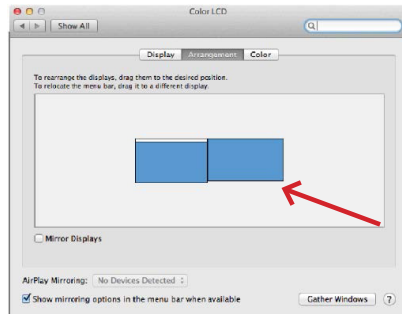 Color LCD
Show All
Display Arrangement Color
To rearrange the displays, drag them to the desired position.
To relocate the menu bar, drag it to a different display.
Mirror Displays
AirPlay Mirroring: No Devices Detected
Show mirroring options in the menu bar when available
Gather Windows ?